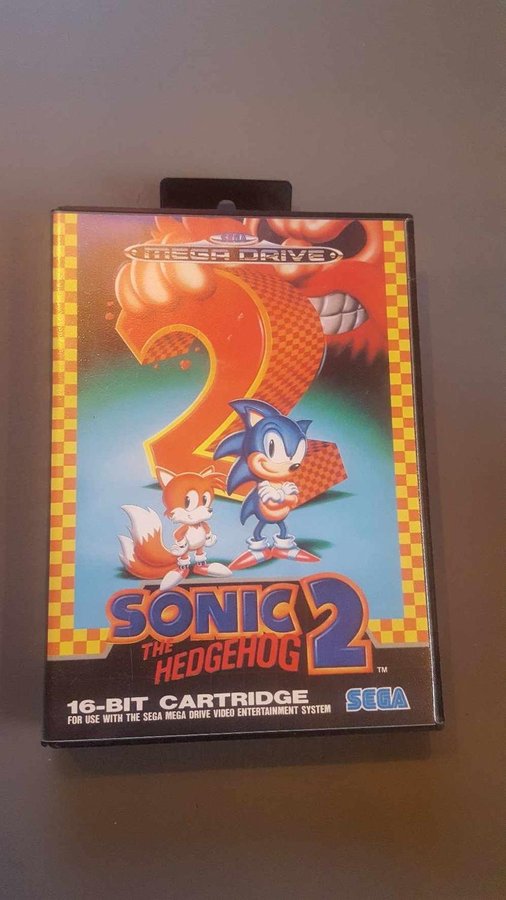 SEGA
MEGA DRIVE
2
SONIC 2
THE
HEDGEHOG
TM
16-BIT CARTRIDGE
FOR USE WITH THE SEGA MEGA DRIVE VIDEO ENTERTAINMENT SYSTEM
SEGA